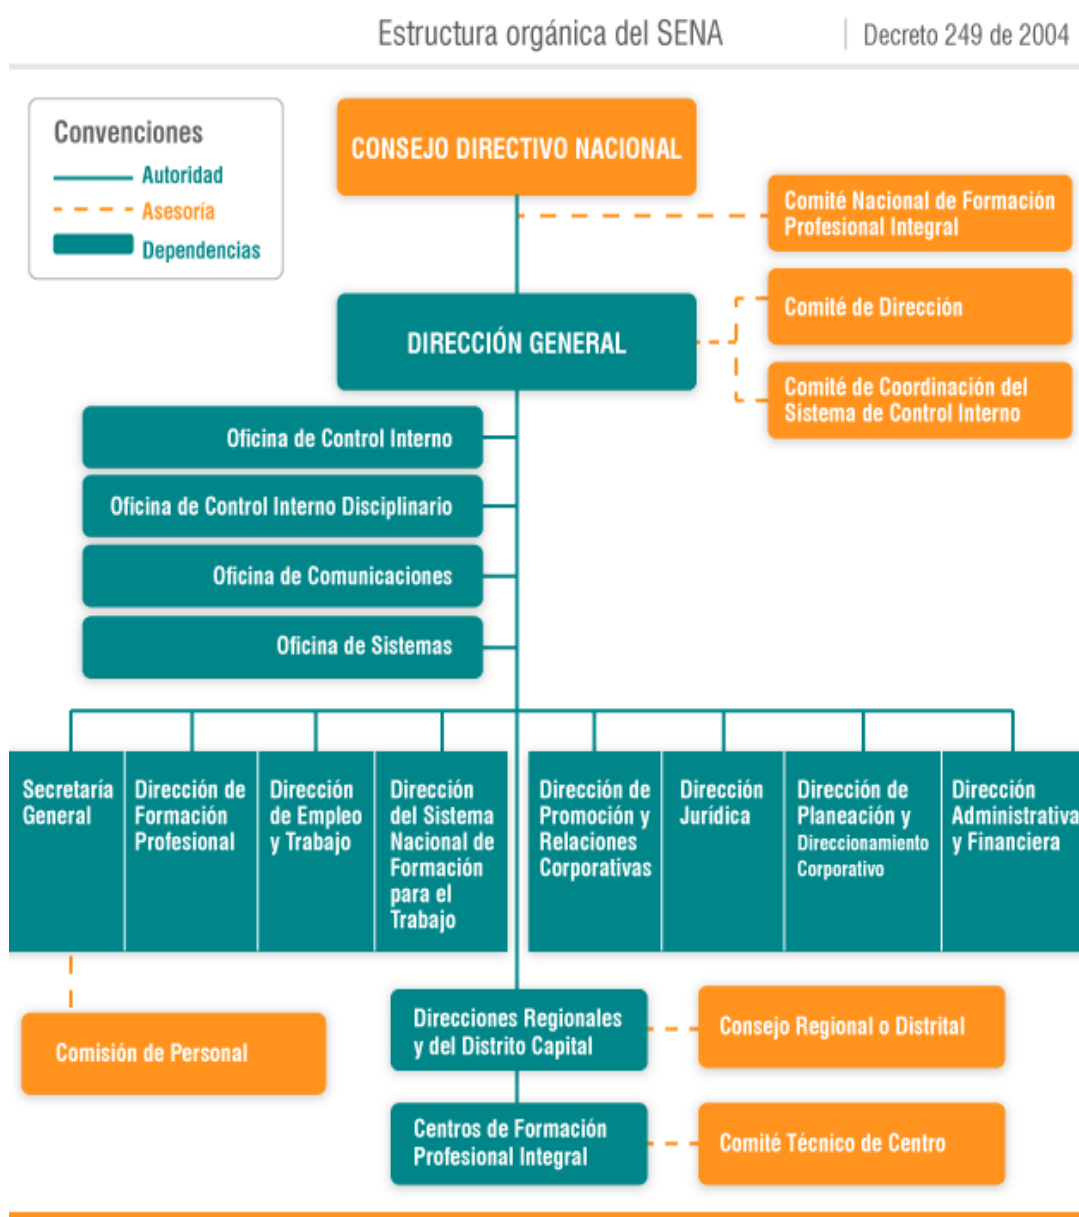 Estructura orgánica del SENA
Decreto 249 de 2004
Convenciones
Autoridad
Asesoría
Dependencias
CONSEJO DIRECTIVO NACIONAL
Comité Nacional de Formación
Profesional Integral
DIRECCIÓN GENERAL
Comité de Dirección
Comité de Coordinación del
Sistema de Control Interno
Oficina de Control Interno
Oficina de Control Interno Disciplinario
Oficina de Comunicaciones
Oficina de Sistemas
Secretaría
General
Dirección de
Formación
Profesional
Dirección
de Empleo
y Trabajo
Dirección
del Sistema
Nacional de
Formación
para el
Trabajo
Dirección de
Promoción y
Relaciones
Corporativas
Dirección
Jurídica
Dirección de
Planeación y
Direccionamiento
Corporativo
Dirección
Administrativa
y Financiera
Comisión de Personal
Direcciones Regionales
y del Distrito Capital
Consejo Regional o Distrital
Centros de Formación
Profesional Integral
Comité Técnico de Centro